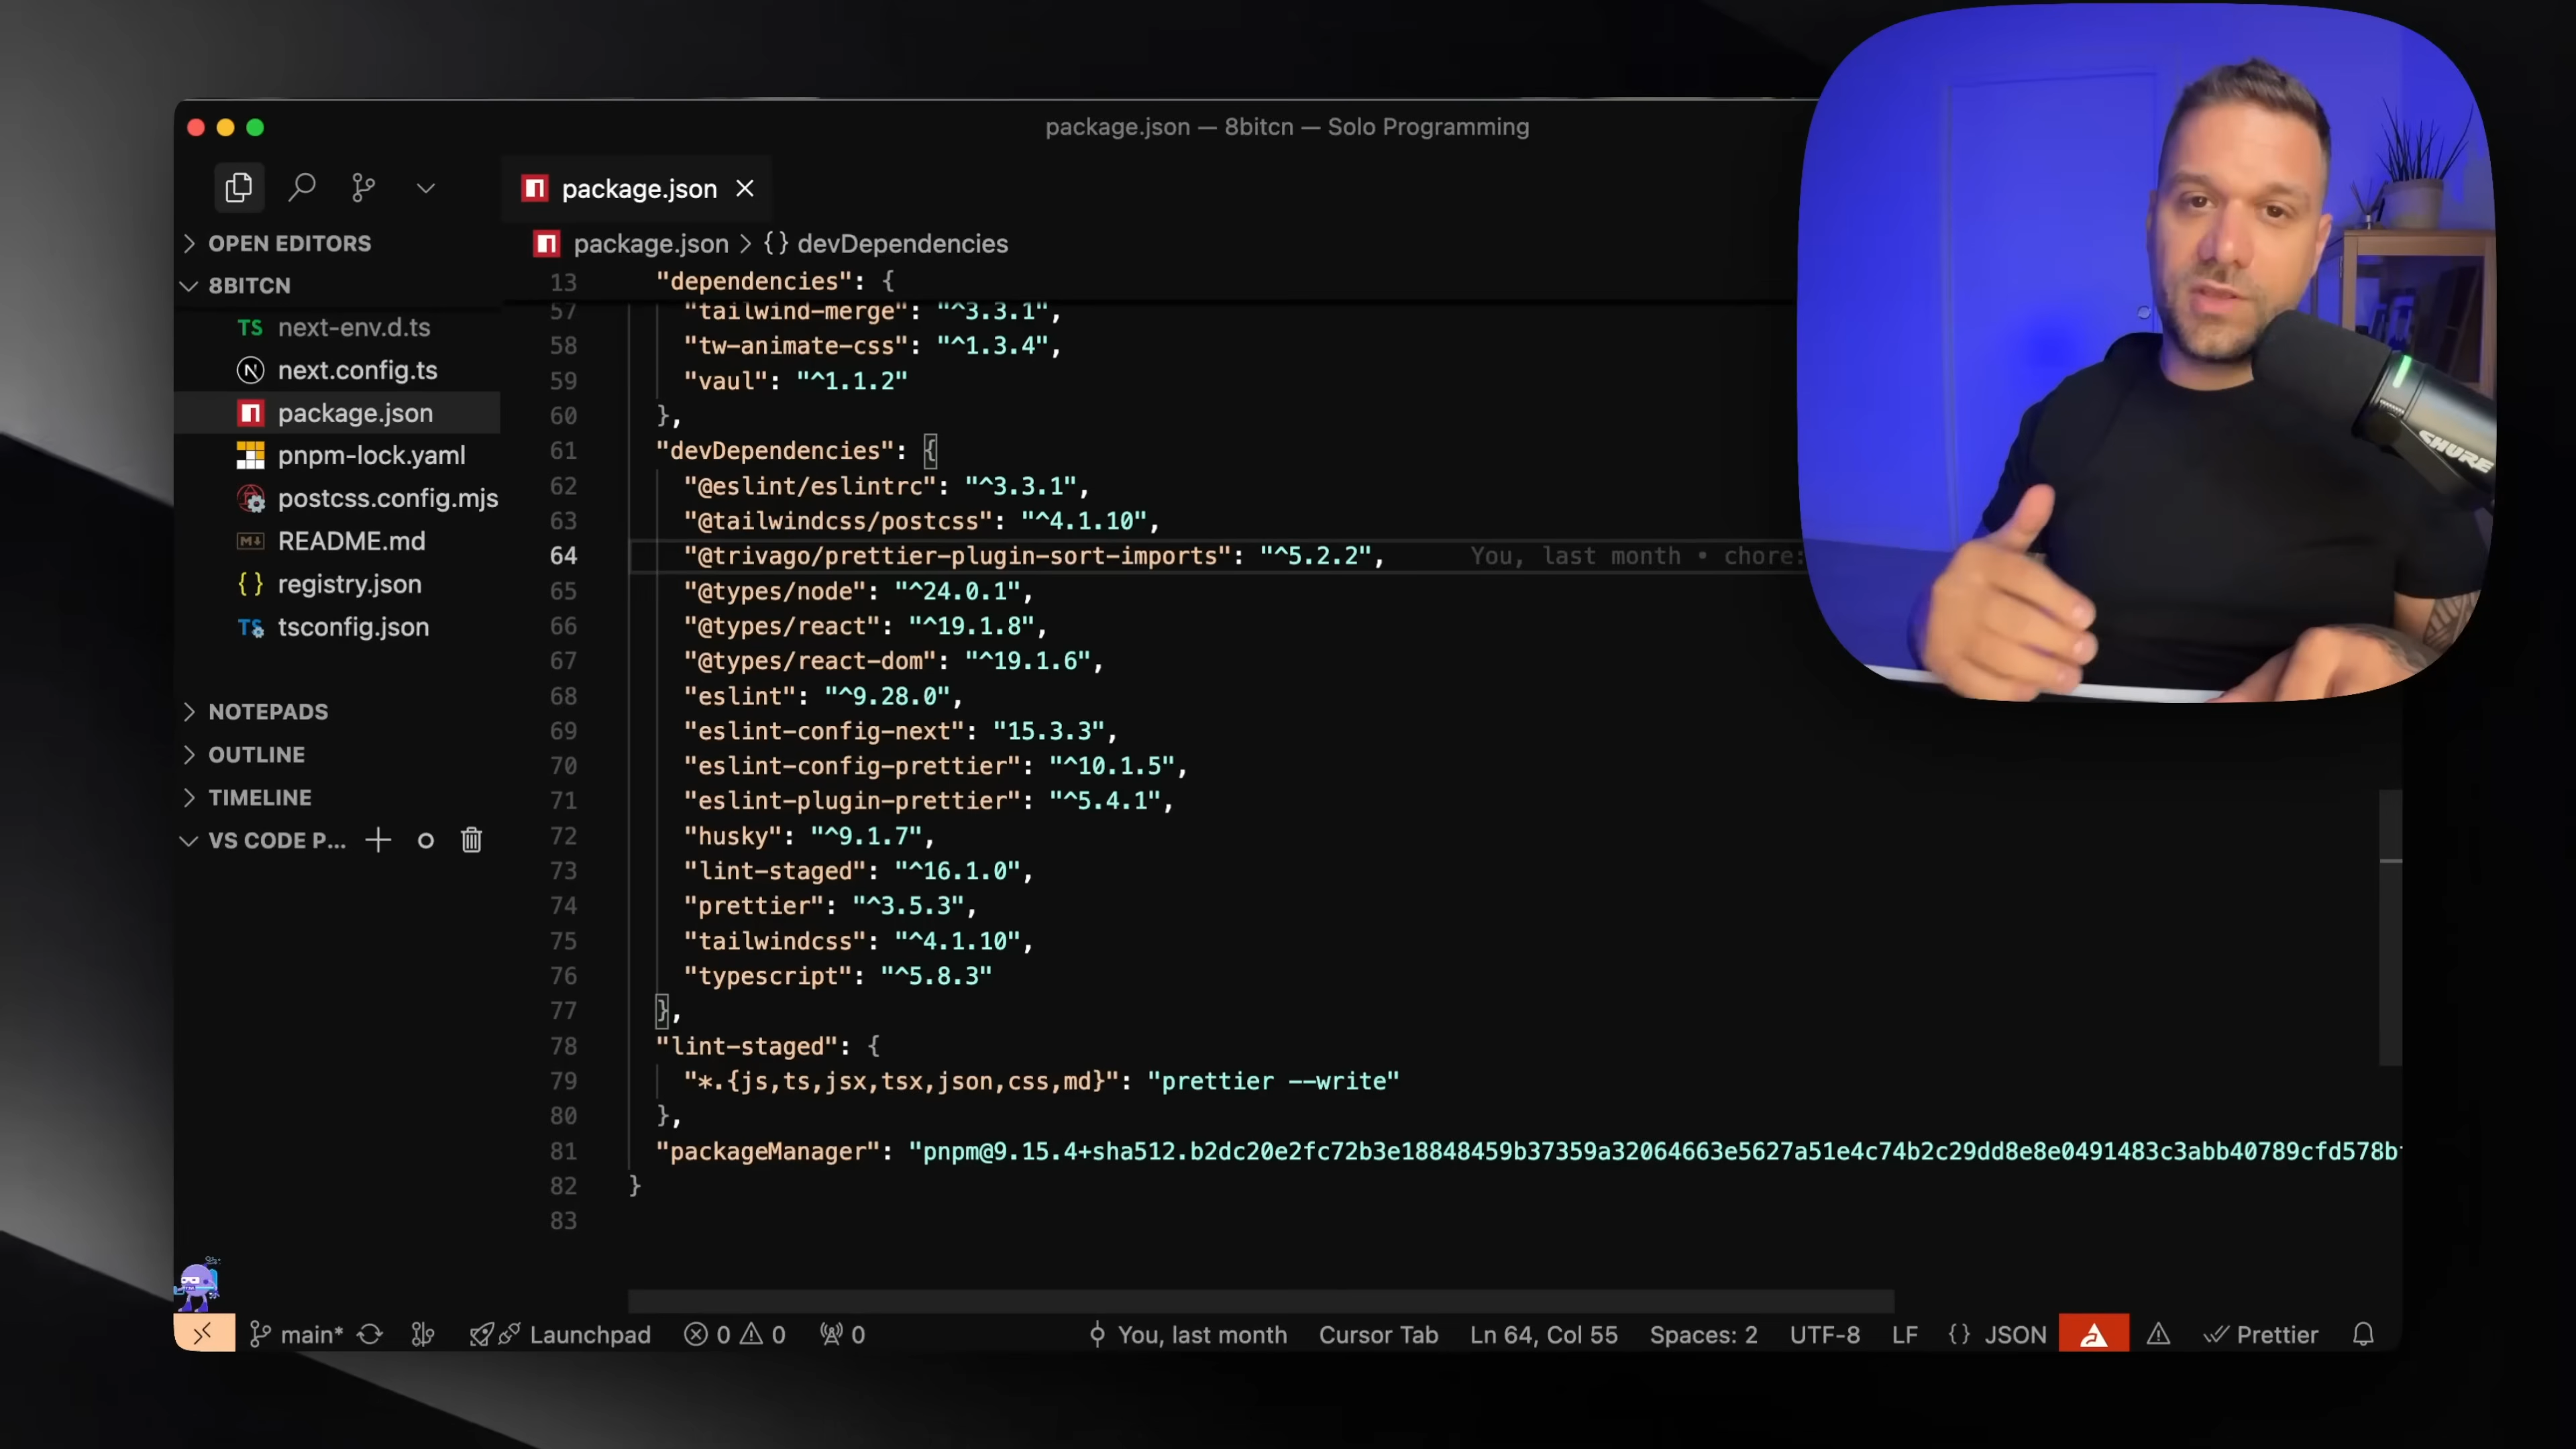 package.json — 8bitcn — Solo Programming
package.json
OPEN EDITORS
8BITCN
next-env.d.ts
next.config.ts
package.json
pnpm-lock.yaml
postcss.config.mjs
README.md
registry.json
tsconfig.json
NOTEPADS
OUTLINE
TIMELINE
VS CODE P...
package.json > {} devDependencies
13 "dependencies": {
57 "tailwind-merge": "^3.3.1",
58 "tw-animate-css": "^1.3.4",
59 "vaul": "^1.1.2"
60 },
61 "devDependencies": {
62 "@eslint/eslintrc": "^3.3.1",
63 "@tailwindcss/postcss": "^4.1.10",
64 "@trivago/prettier-plugin-sort-imports": "^5.2.2", You, last month • chore:
65 "@types/node": "^24.0.1",
66 "@types/react": "^19.1.8",
67 "@types/react-dom": "^19.1.6",
68 "eslint": "^9.28.0",
69 "eslint-config-next": "15.3.3",
70 "eslint-config-prettier": "^10.1.5",
71 "eslint-plugin-prettier": "^5.4.1",
72 "husky": "^9.1.7",
73 "lint-staged": "^16.1.0",
74 "prettier": "^3.5.3",
75 "tailwindcss": "^4.1.10",
76 "typescript": "^5.8.3"
77 },
78 "lint-staged": {
79 "*.{js,ts,jsx,tsx,json,css,md}": "prettier --write"
80 },
81 "packageManager": "pnpm@9.15.4+sha512.b2dc20e2fc72b3e18848459b37359a32064663e5627a51e4c74b2c29dd8e8e0491483c3abb40789cfd578b
82 }
83
SHURE
main* Launchpad 0 0 0 You, last month Cursor Tab Ln 64, Col 55 Spaces: 2 UTF-8 LF {} JSON Prettier